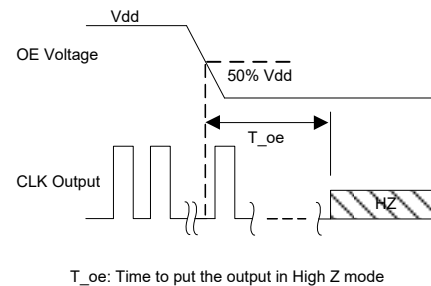 Vdd
OE Voltage
50% Vdd
T_oe
CLK Output
HZ
T_oe: Time to put the output in High Z mode